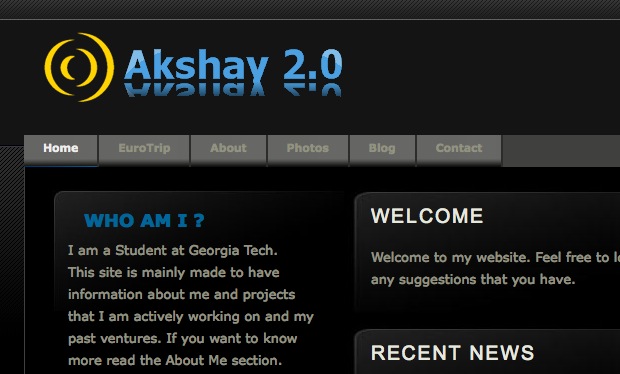 Akshay 2.0
Home EuroTrip About Photos Blog Contact
WHO AM I ?
I am a Student at Georgia Tech.
This site is mainly made to have
information about me and projects
that I am actively working on and my
past ventures. If you want to know
more read the About Me section.
WELCOME
Welcome to my website. Feel free to
any suggestions that you have.
RECENT NEWS